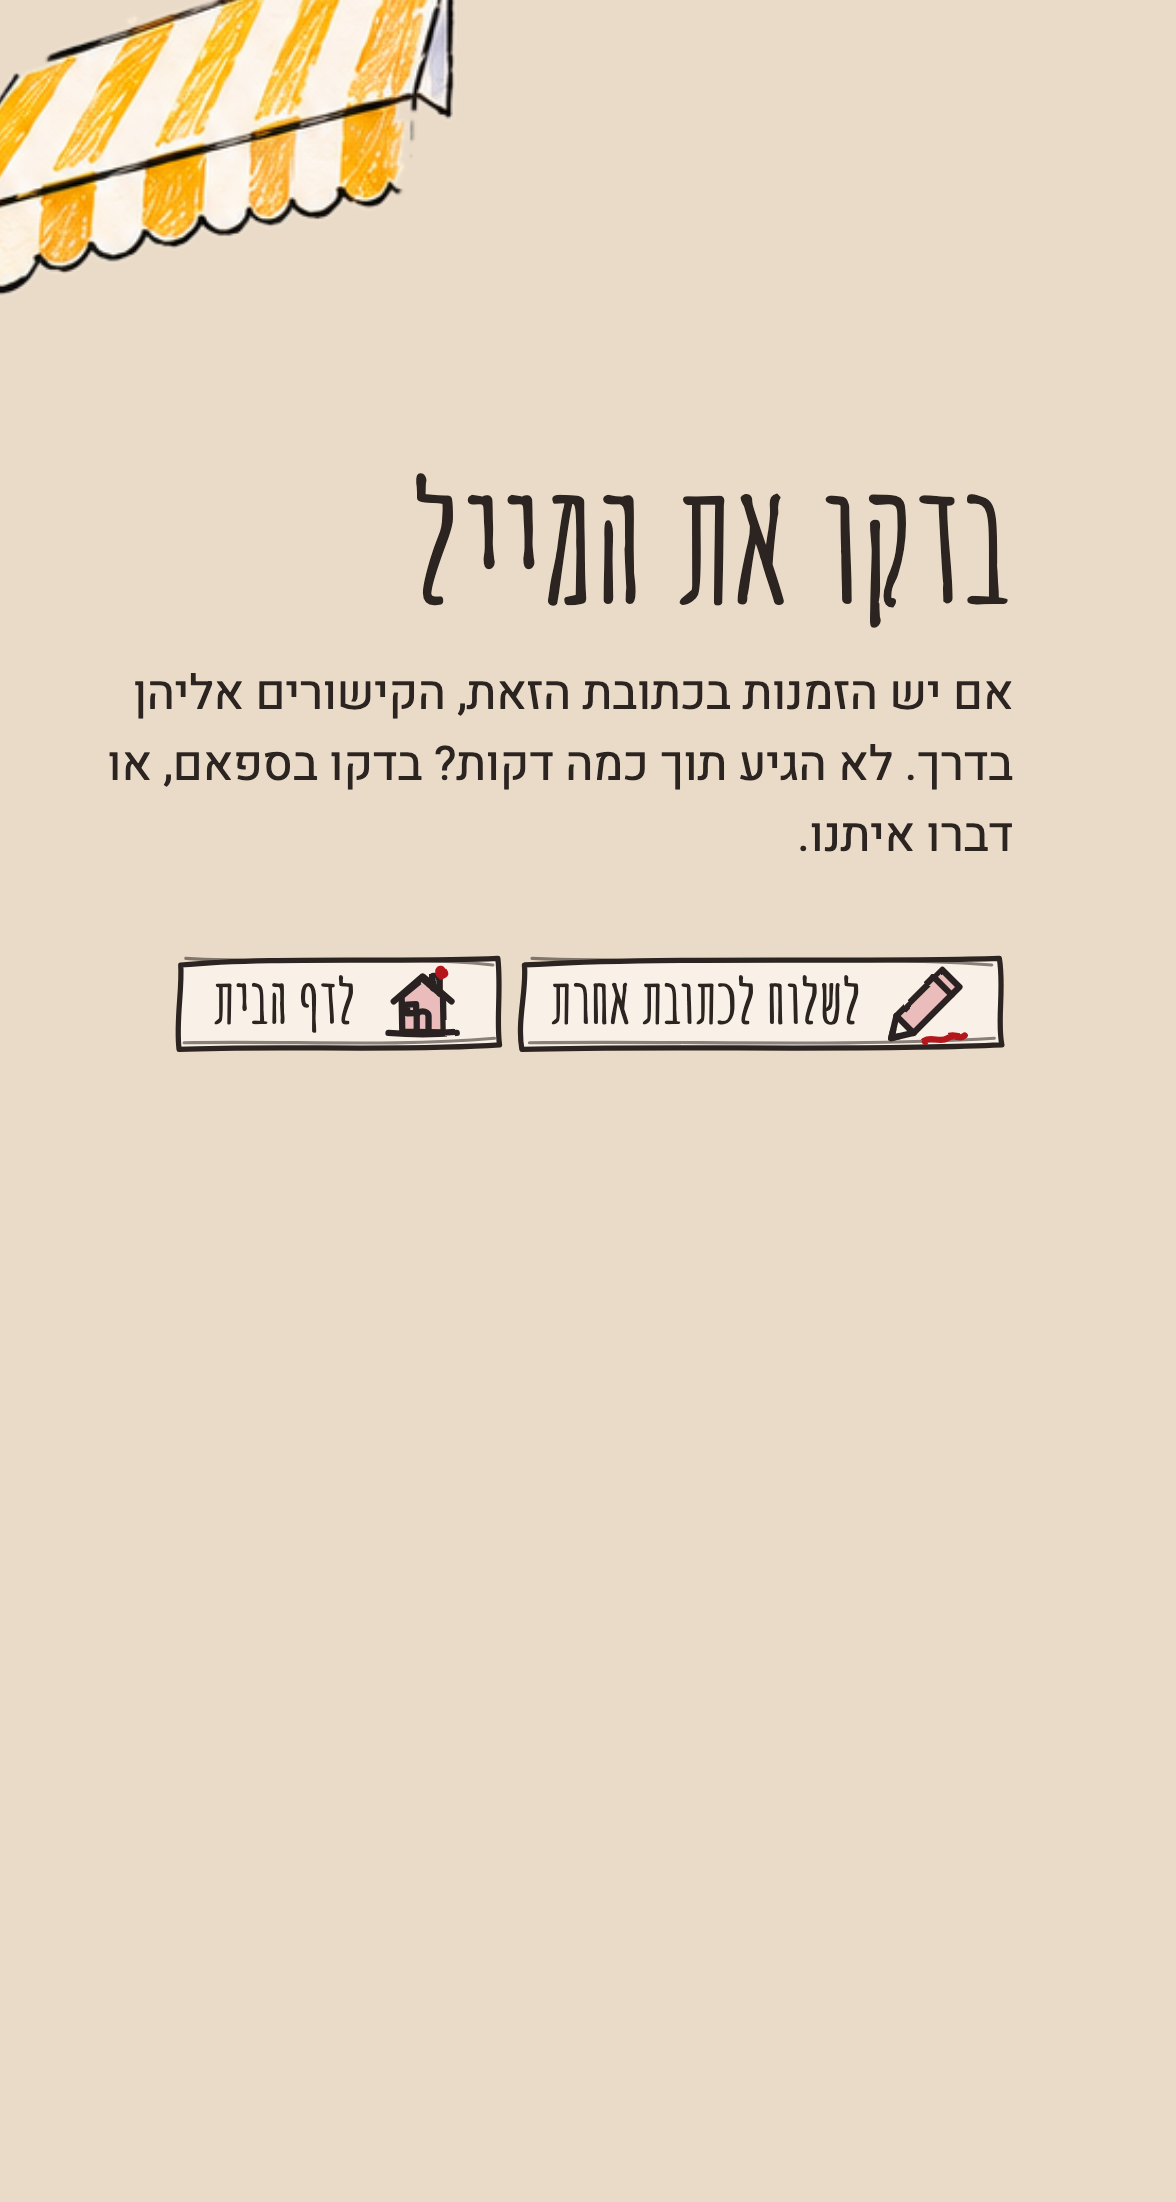 בדקו את המייל
אם יש הזמנות בכתובת הזאת, הקישורים אליהן
בדרך. לא הגיע תוך כמה דקות? בדקו בספאם, או
דברו איתנו.
לשלוח לכתובת אחרת
לדף הבית